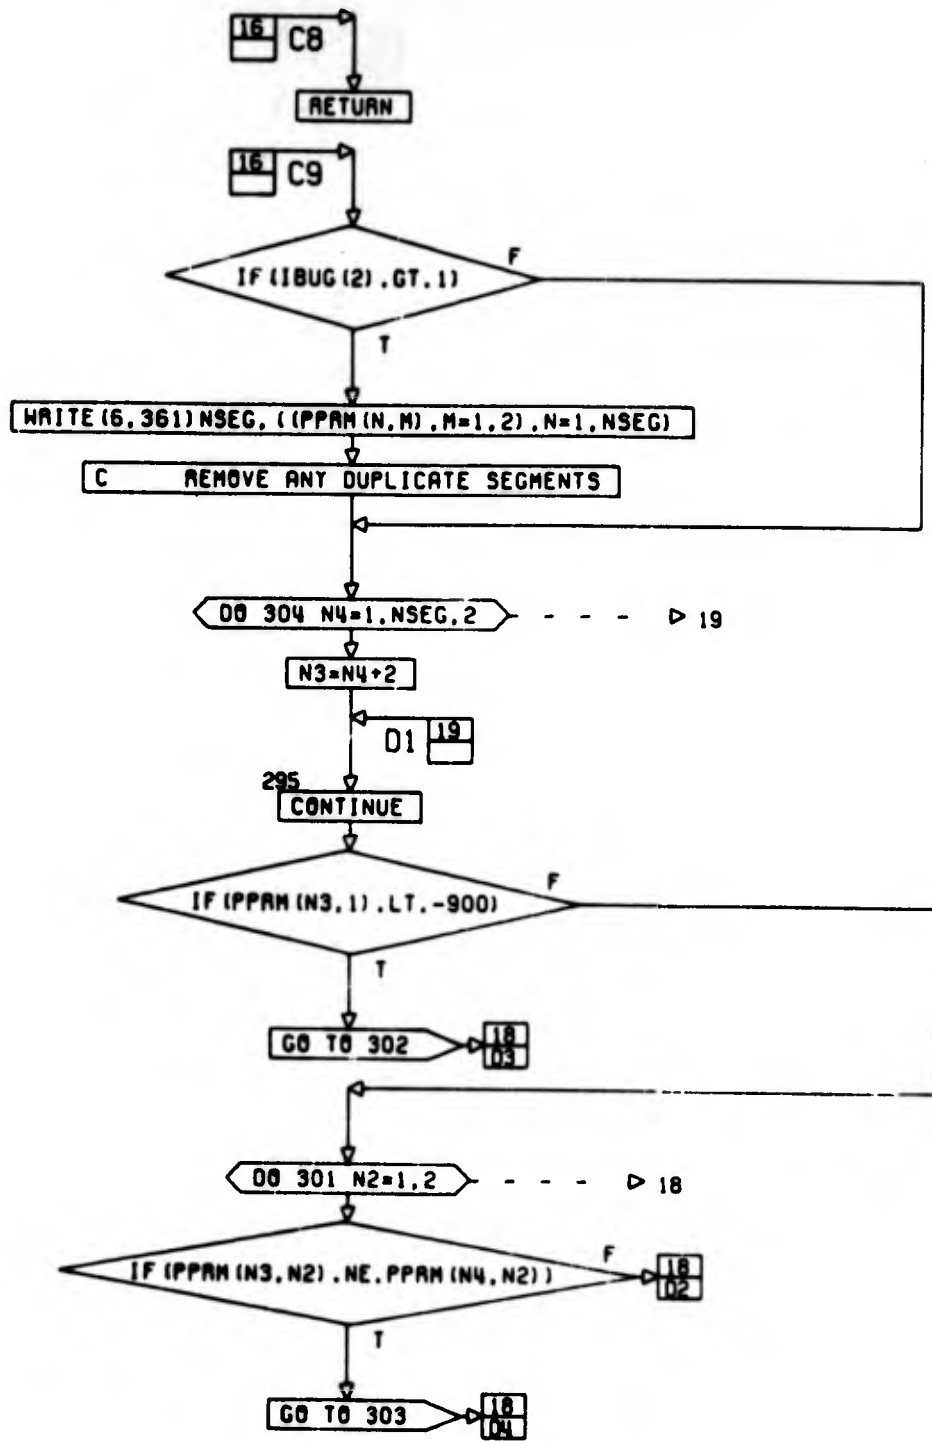 16 C8
RETURN
16 C9
IF (IBUG(2).GT.1)
F
T
WRITE(6,361)NSEG,((PPRM(N,M),M=1,2),N=1,NSEG)
C REMOVE ANY DUPLICATE SEGMENTS
DO 304 N4=1,NSEG,2
19
N3=N4+2
D1 19
295
CONTINUE
IF(PPRM(N3,1).LT.-900)
F
T
GO TO 302
18
D3
DO 301 N2=1,2
18
IF(PPRM(N3,N2).NE.PPRM(N4,N2))
F
18
D2
T
GO TO 303
18
D4